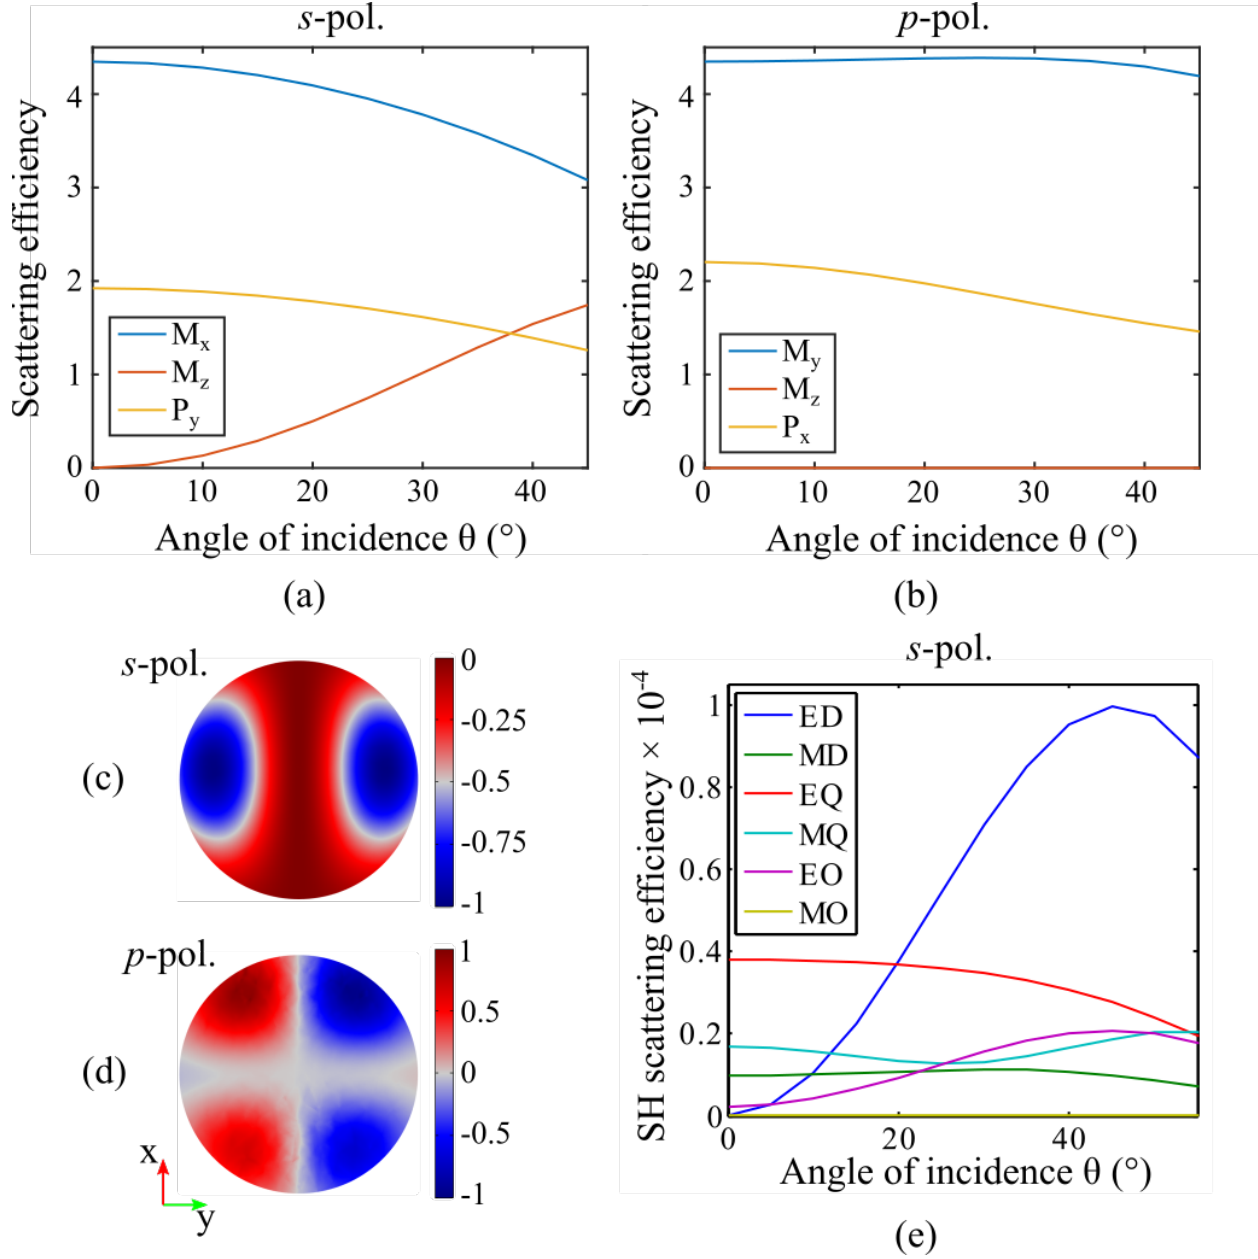 s-pol.
Scattering efficiency
4
3
2
1
0
M_x
M_z
P_y
0 10 20 30 40
Angle of incidence θ (°)
(a)
p-pol.
Scattering efficiency
4
3
2
1
0
M_y
M_z
P_x
0 10 20 30 40
Angle of incidence θ (°)
(b)
s-pol.
(c)
0
-0.25
-0.5
-0.75
-1
p-pol.
(d)
1
0.5
0
-0.5
-1
x
y
s-pol.
SH scattering efficiency × 10^-4
1
0.8
0.6
0.4
0.2
0
ED
MD
EQ
MQ
EO
MO
0 20 40
Angle of incidence θ (°)
(e)